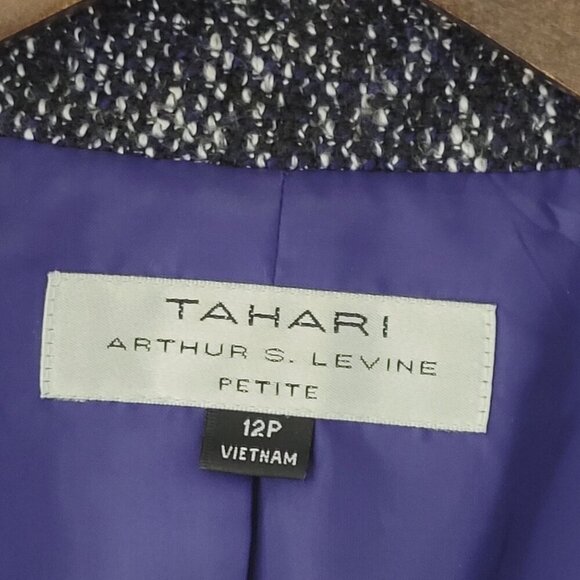 TAHARI
ARTHUR S. LEVINE
PETITE
12P
VIETNAM